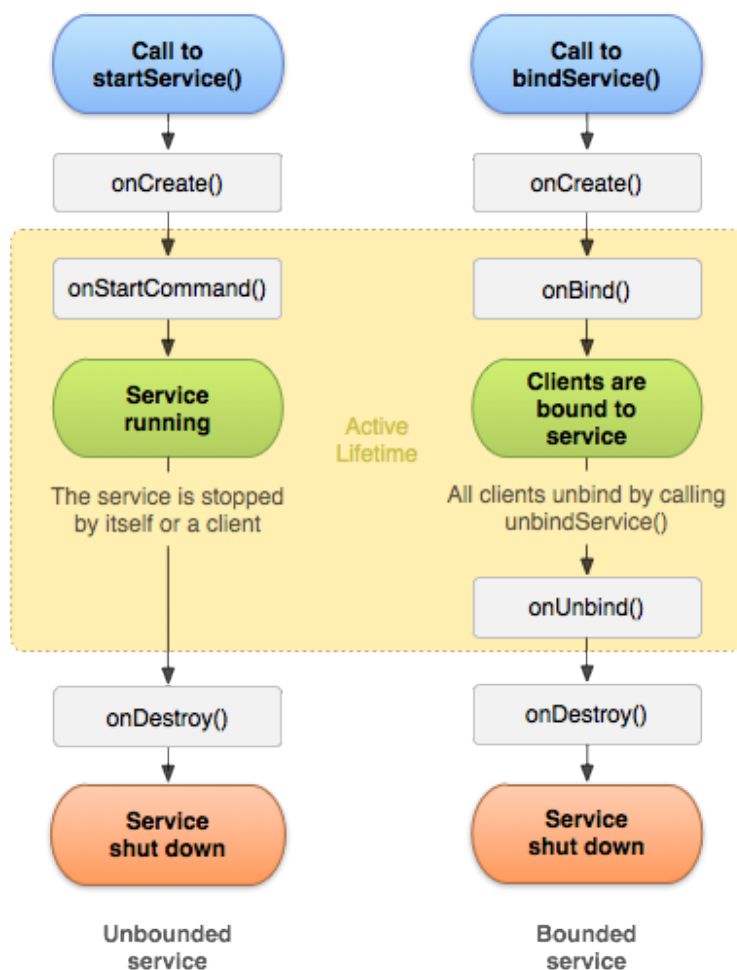 Call to
startService()
onCreate()
onStartCommand()
Service
running
The service is stopped
by itself or a client
onDestroy()
Service
shut down
Unbounded
service
Active
Lifetime
Call to
bindService()
onCreate()
onBind()
Clients are
bound to
service
All clients unbind by calling
unbindService()
onUnbind()
onDestroy()
Service
shut down
Bounded
service